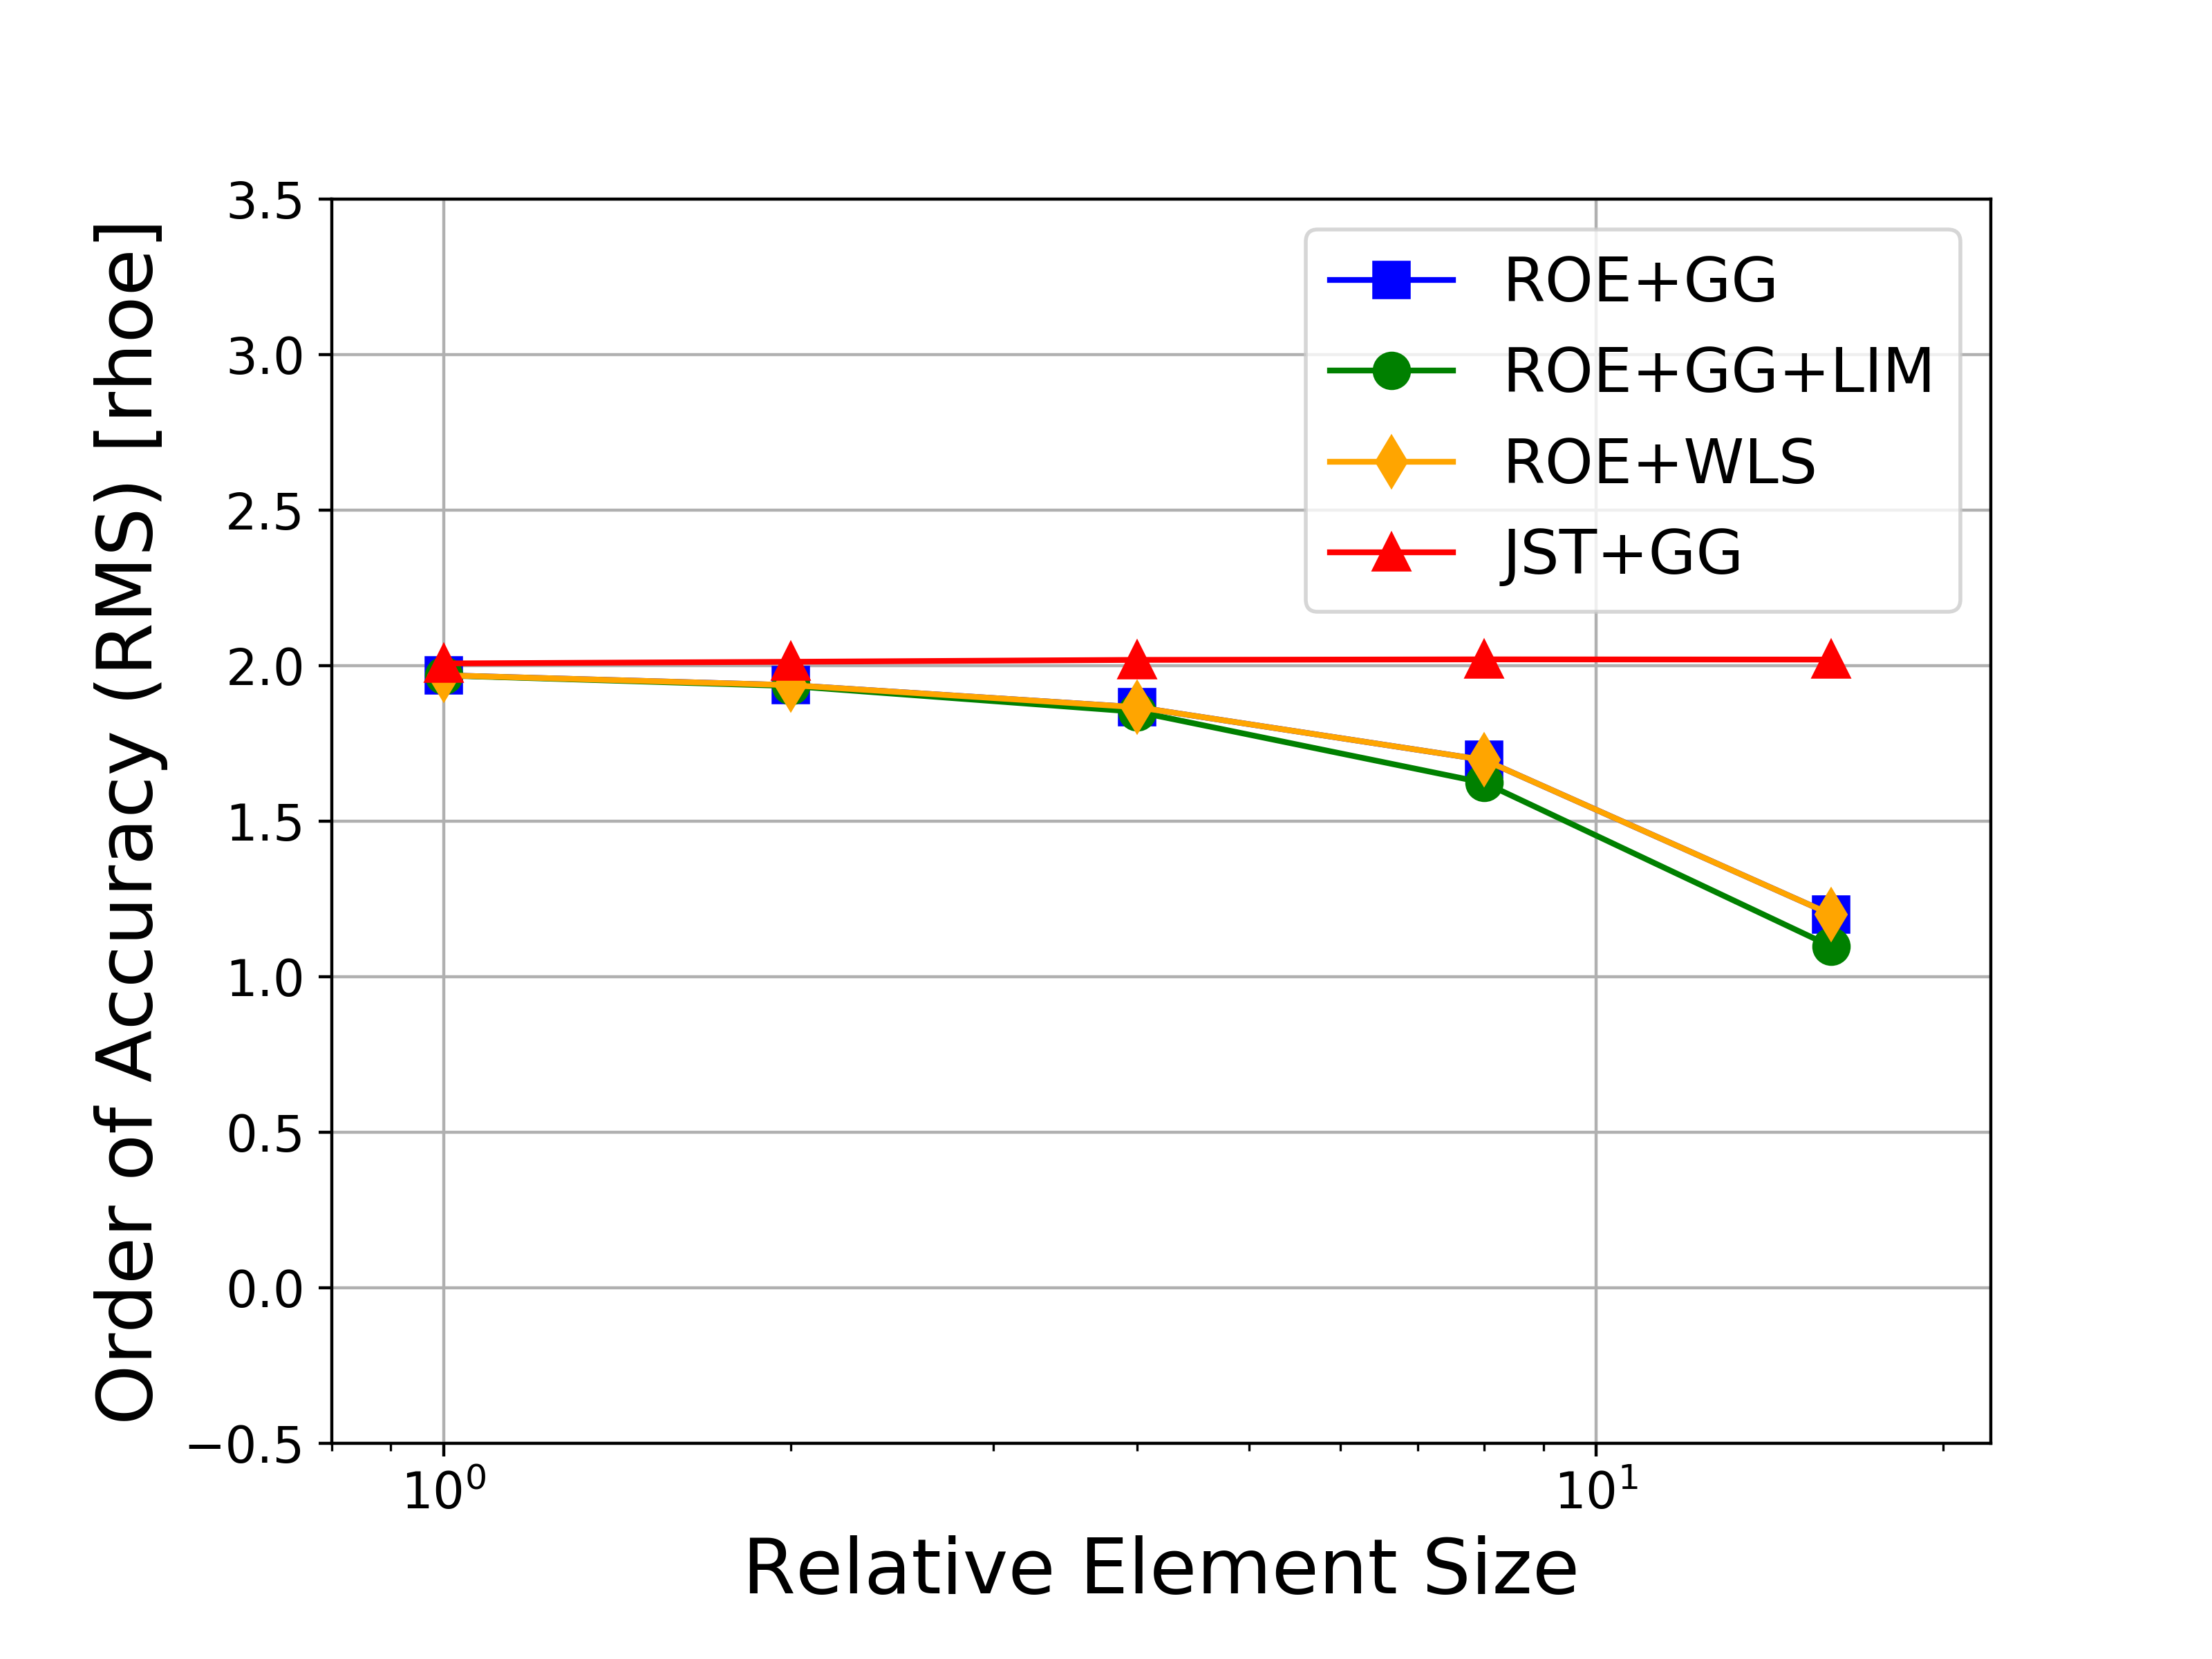 Order of Accuracy (RMS) [rhoe]
3.5
3.0
2.5
2.0
1.5
1.0
0.5
0.0
−0.5
ROE+GG
ROE+GG+LIM
ROE+WLS
JST+GG
10⁰
10¹
Relative Element Size